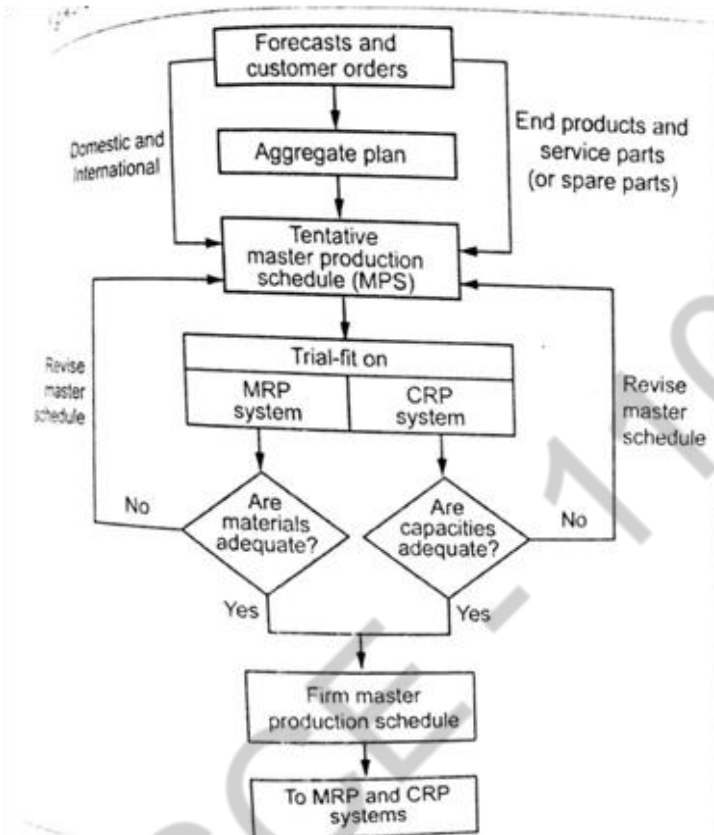 Forecasts and
customer orders
Domestic and
International
End products and
service parts
(or spare parts)
Aggregate plan
Tentative
master production
schedule (MPS)
Trial-fit on
MRP
system
CRP
system
Revise
master
schedule
Revise
master
schedule
Are
materials
adequate?
Are
capacities
adequate?
No
No
Yes
Yes
Firm master
production schedule
To MRP and CRP
systems